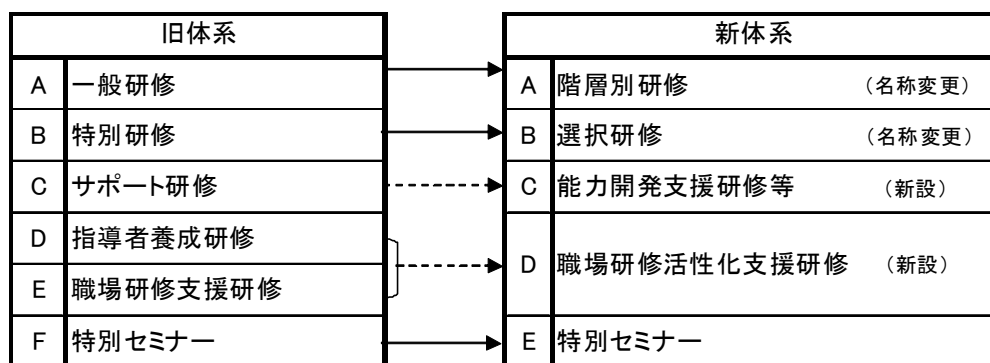 旧体系 新体系
A 一般研修 A 階層別研修 (名称変更)
B 特別研修 B 選択研修 (名称変更)
C サポート研修 C 能力開発支援研修等 (新設)
D 指導者養成研修
D 職場研修活性化支援研修 (新設)
E 職場研修支援研修
F 特別セミナー E 特別セミナー